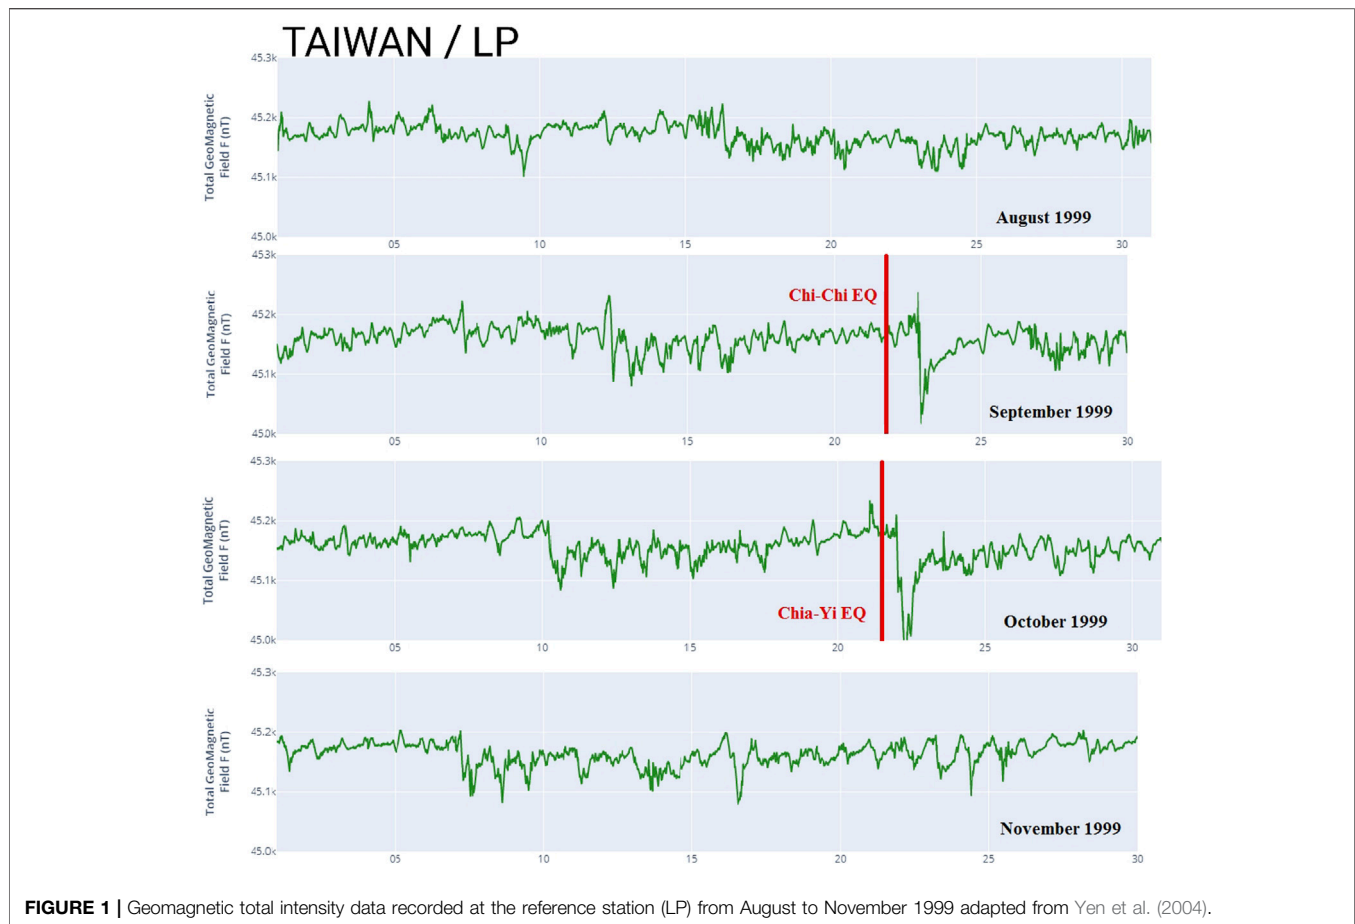 TAIWAN / LP
45.3k
45.2k
45.1k
45.0k
Total GeoMagnetic
Field F (nT)
August 1999
05 10 15 20 25 30
453k
45.2k
45.1k
45.0k
Total GeoMagnetic
Field F (nT)
Chi-Chi EQ
September 1999
05 10 15 20 25 30
45.3k
45.2k
45.1k
45.0k
Total GeoMagnetic
Field F (nT)
Chia-Yi EQ
October 1999
05 10 15 20 25 30
45.3k
45.2k
45.1k
45.0k
Total GeoMagnetic
Field F (nT)
November 1999
05 10 15 20 25 30
FIGURE 1 | Geomagnetic total intensity data recorded at the reference station (LP) from August to November 1999 adapted from Yen et al. (2004).